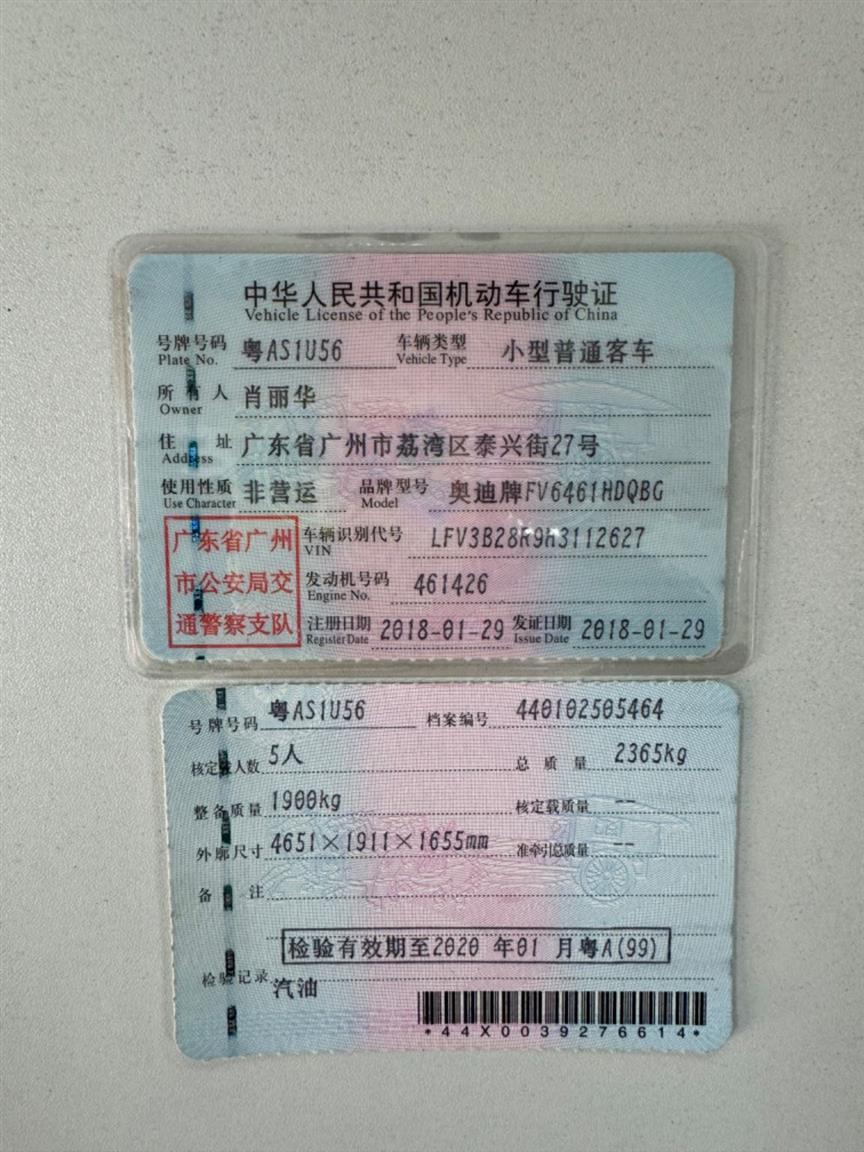 中华人民共和国机动车行驶证
Vehicle License of the People's Republic of China
号牌号码 粤AS1U56 车辆类型 小型普通客车
Plate No. Vehicle Type
所有人 肖丽华
Owner
住址 广东省广州市荔湾区泰兴街27号
Address
使用性质 非营运 品牌型号 奥迪牌FV6461HDQBG
Use Character Model
广东省广州市公安局交通警察支队
车辆识别代号 LFV3B28R9H3112627
VIN
发动机号码 461426
Engine No.
注册日期 2018-01-29 发证日期 2018-01-29
Register Date Issue Date
号牌号码 粤AS1U56 档案编号 440102505464
核定载人数 5人 总质量 2365kg
整备质量 1900kg 核定载质量 --
外廓尺寸 4651×1911×1655mm 准牵引总质量 --
备注
检验有效期至2020 年01 月粤A(99)
检验记录
汽油
*44X0039276614*